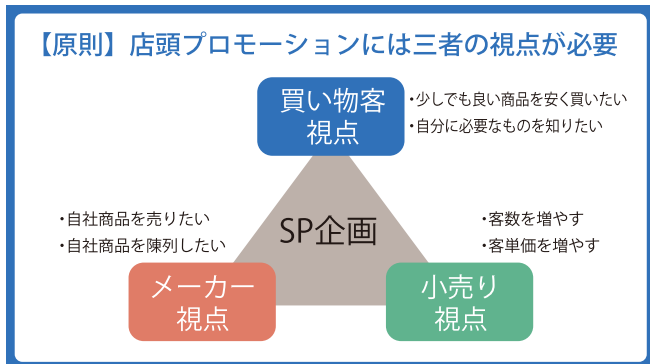 【原則】店頭プロモーションには三者の視点が必要
買い物客
視点
・少しでも良い商品を安く買いたい
・自分に必要なものを知りたい
・自社商品を売りたい
・自社商品を陳列したい
SP企画
・客数を増やす
・客単価を増やす
メーカー
視点
小売り
視点